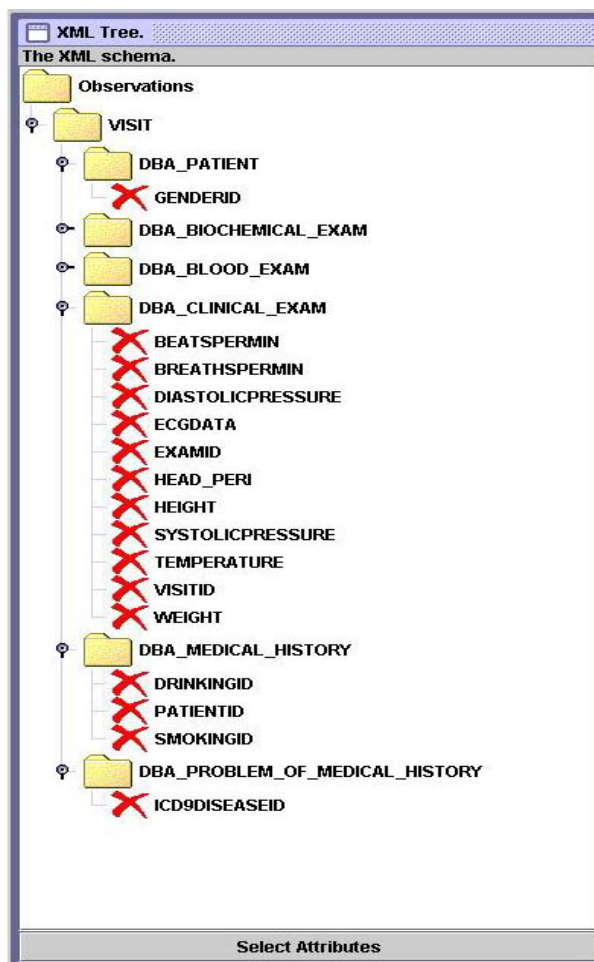 XML Tree.
The XML schema.
Observations
VISIT
DBA_PATIENT
GENDERID
DBA_BIOCHEMICAL_EXAM
DBA_BLOOD_EXAM
DBA_CLINICAL_EXAM
BEATSPERMIN
BREATHSPERMIN
DIASTOLICPRESSURE
ECGDATA
EXAMID
HEAD_PERI
HEIGHT
SYSTOLICPRESSURE
TEMPERATURE
VISITID
WEIGHT
DBA_MEDICAL_HISTORY
DRINKINGID
PATIENTID
SMOKINGID
DBA_PROBLEM_OF_MEDICAL_HISTORY
ICD9DISEASEID
Select Attributes